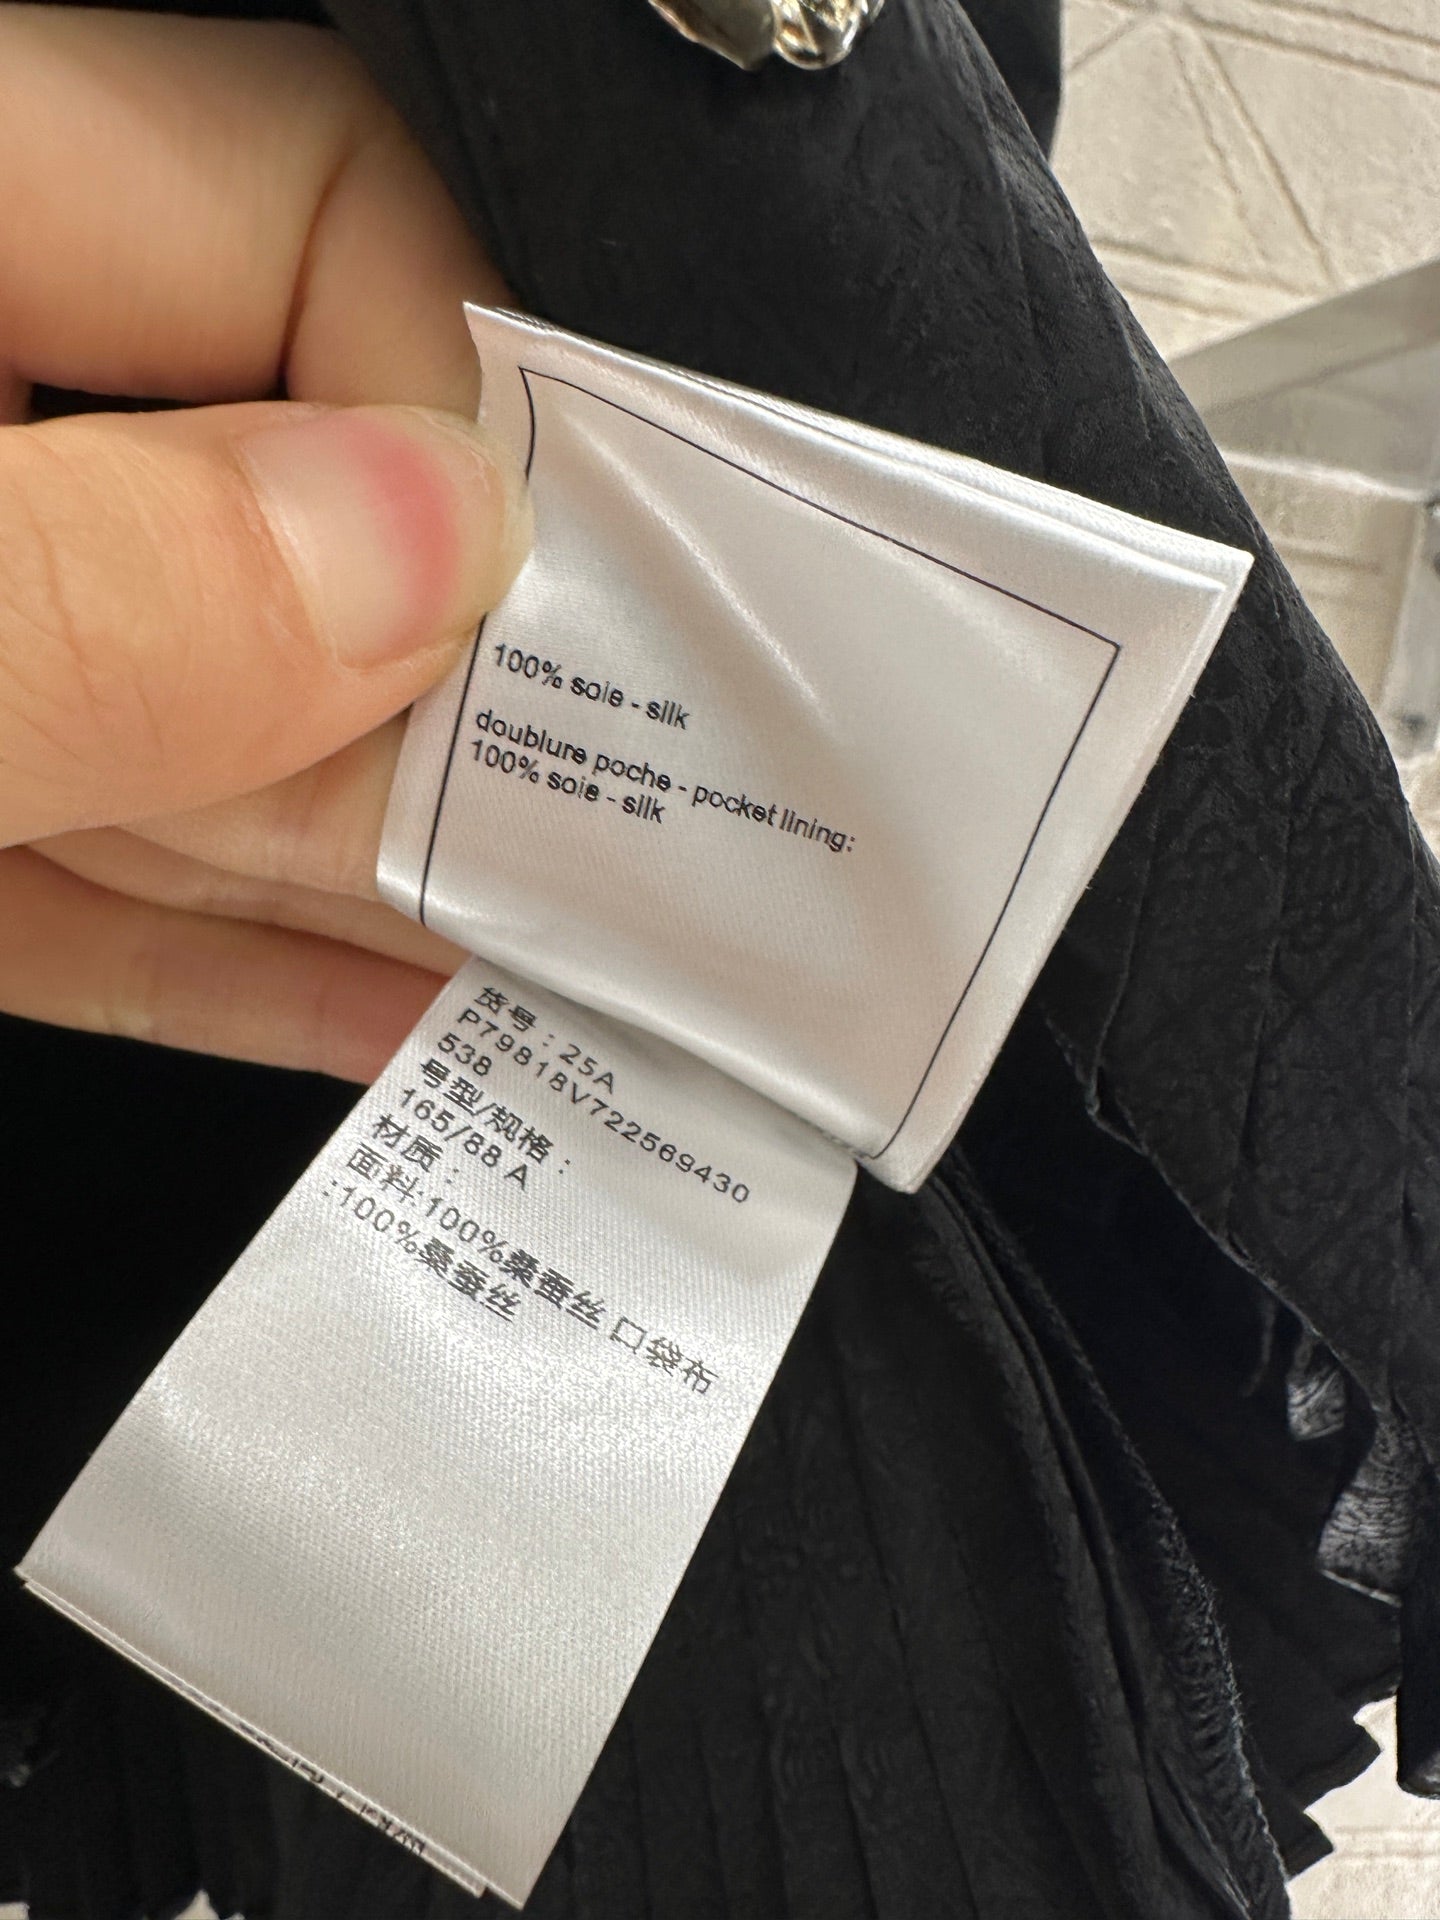 100% soie - silk
doublure poche - pocket lining:
100% soie - silk
货号：25A
P79818V722569430
538
号型/规格：
165/88 A
材质：
面料:100%桑蚕丝 口袋布
:100%桑蚕丝